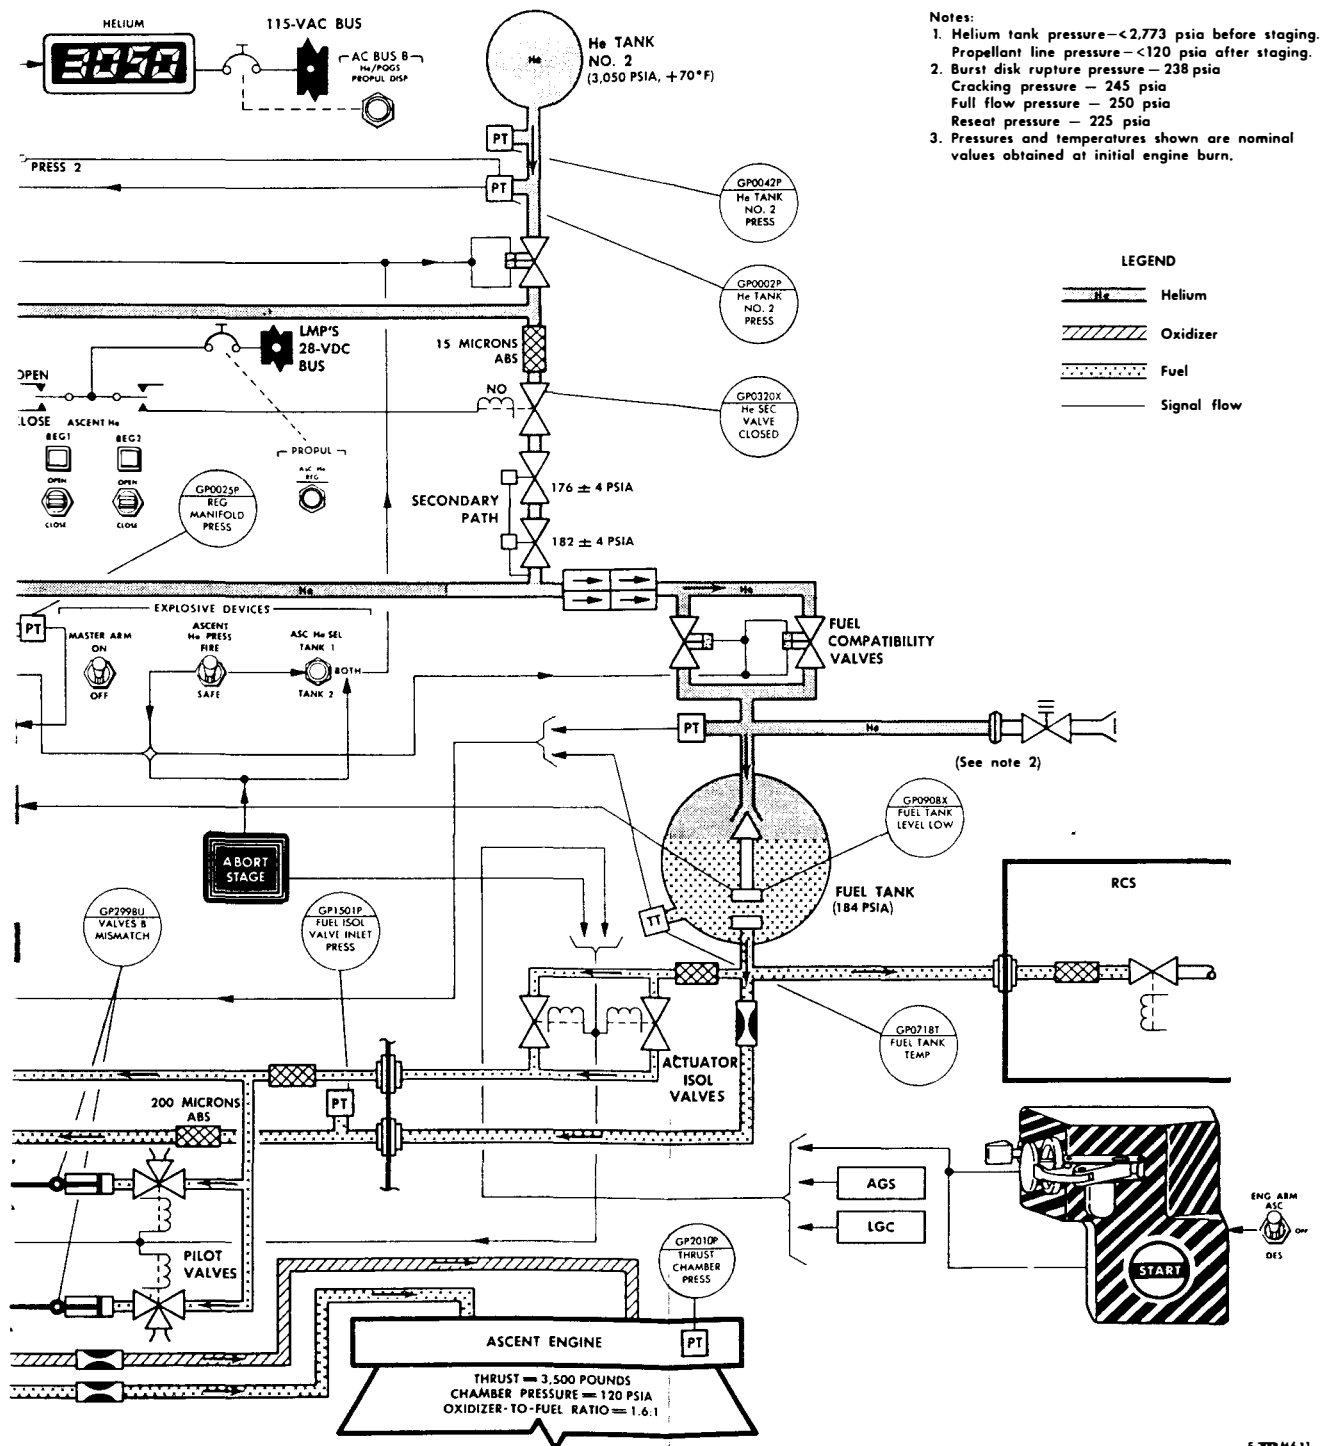 HELIUM
3050
115-VAC BUS
AC BUS B
He/PQGS
PROPUL DISP
He
He TANK
NO. 2
(3,050 PSIA, +70°F)
Notes:
1. Helium tank pressure—<2,773 psia before staging.
Propellant line pressure—<120 psia after staging.
2. Burst disk rupture pressure — 238 psia
Cracking pressure — 245 psia
Full flow pressure — 250 psia
Reseat pressure — 225 psia
3. Pressures and temperatures shown are nominal
values obtained at initial engine burn.
PT
PRESS 2
PT
GP0042P
He TANK
NO. 2
PRESS
GP0002P
He TANK
NO. 2
PRESS
LEGEND
He
Helium
Oxidizer
Fuel
Signal flow
LMP'S
28-VDC
BUS
15 MICRONS
ABS
OPEN
CLOSE
ASCENT He
REG1
REG2
OPEN
OPEN
CLOSE
CLOSE
NO
GP0320X
He SEC
VALVE
CLOSED
PROPUL
ASC He
REG
GP0025P
REG
MANIFOLD
PRESS
SECONDARY
PATH
176 ± 4 PSIA
182 ± 4 PSIA
He
He
EXPLOSIVE DEVICES
PT
MASTER ARM
ON
OFF
ASCENT
He PRESS
FIRE
SAFE
ASC He SEL
TANK 1
BOTH
TANK 2
FUEL
COMPATIBILITY
VALVES
PT
He
(See note 2)
GP0908X
FUEL TANK
LEVEL LOW
ABORT
STAGE
FUEL TANK
(184 PSIA)
RCS
TT
GP2998U
VALVES B
MISMATCH
GP1501P
FUEL ISOL
VALVE INLET
PRESS
GP0718T
FUEL TANK
TEMP
ACTUATOR
ISOL
VALVES
200 MICRONS
ABS
PT
AGS
LGC
ENG ARM
ASC
OFF
DES
START
PILOT
VALVES
GP2010P
THRUST
CHAMBER
PRESS
ASCENT ENGINE
PT
THRUST = 3,500 POUNDS
CHAMBER PRESSURE = 120 PSIA
OXIDIZER-TO-FUEL RATIO = 1.6:1